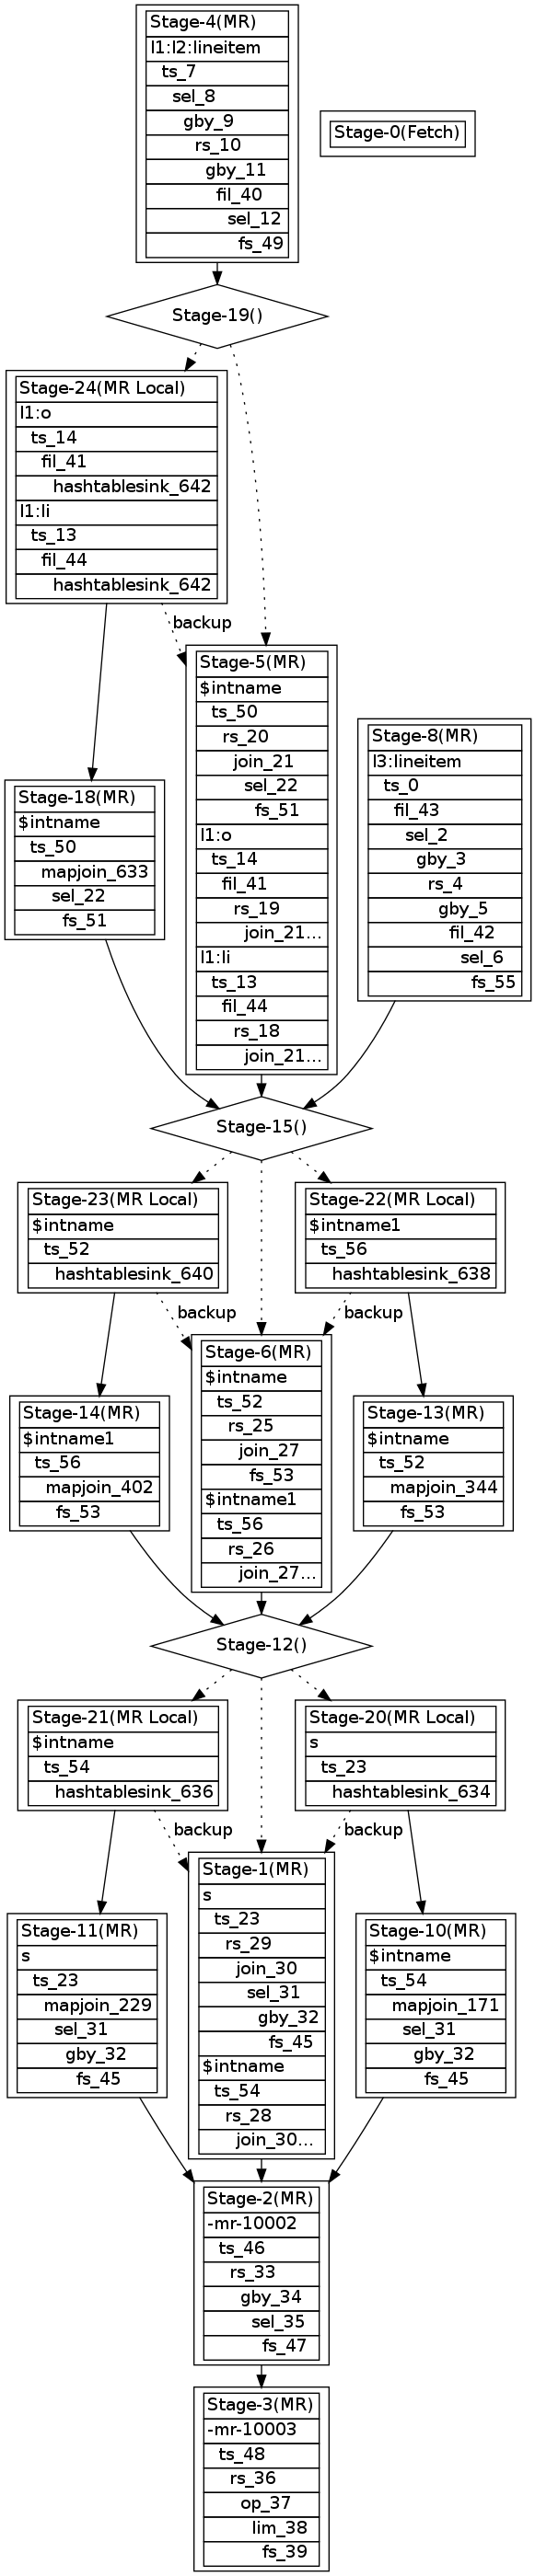 Stage-4(MR)
l1:l2:lineitem
ts_7
sel_8
gby_9
rs_10
gby_11
fil_40
sel_12
fs_49
Stage-0(Fetch)
Stage-19()
Stage-24(MR Local)
l1:o
ts_14
fil_41
hashtablesink_642
l1:li
ts_13
fil_44
hashtablesink_642
backup
Stage-5(MR)
$intname
ts_50
rs_20
join_21
sel_22
fs_51
l1:o
ts_14
fil_41
rs_19
join_21...
l1:li
ts_13
fil_44
rs_18
join_21...
Stage-8(MR)
l3:lineitem
ts_0
fil_43
sel_2
gby_3
rs_4
gby_5
fil_42
sel_6
fs_55
Stage-18(MR)
$intname
ts_50
mapjoin_633
sel_22
fs_51
Stage-15()
Stage-23(MR Local)
$intname
ts_52
hashtablesink_640
Stage-22(MR Local)
$intname1
ts_56
hashtablesink_638
backup
backup
Stage-6(MR)
$intname
ts_52
rs_25
join_27
fs_53
$intname1
ts_56
rs_26
join_27...
Stage-14(MR)
$intname1
ts_56
mapjoin_402
fs_53
Stage-13(MR)
$intname
ts_52
mapjoin_344
fs_53
Stage-12()
Stage-21(MR Local)
$intname
ts_54
hashtablesink_636
Stage-20(MR Local)
s
ts_23
hashtablesink_634
backup
backup
Stage-1(MR)
s
ts_23
rs_29
join_30
sel_31
gby_32
fs_45
$intname
ts_54
rs_28
join_30...
Stage-11(MR)
s
ts_23
mapjoin_229
sel_31
gby_32
fs_45
Stage-10(MR)
$intname
ts_54
mapjoin_171
sel_31
gby_32
fs_45
Stage-2(MR)
-mr-10002
ts_46
rs_33
gby_34
sel_35
fs_47
Stage-3(MR)
-mr-10003
ts_48
rs_36
op_37
lim_38
fs_39